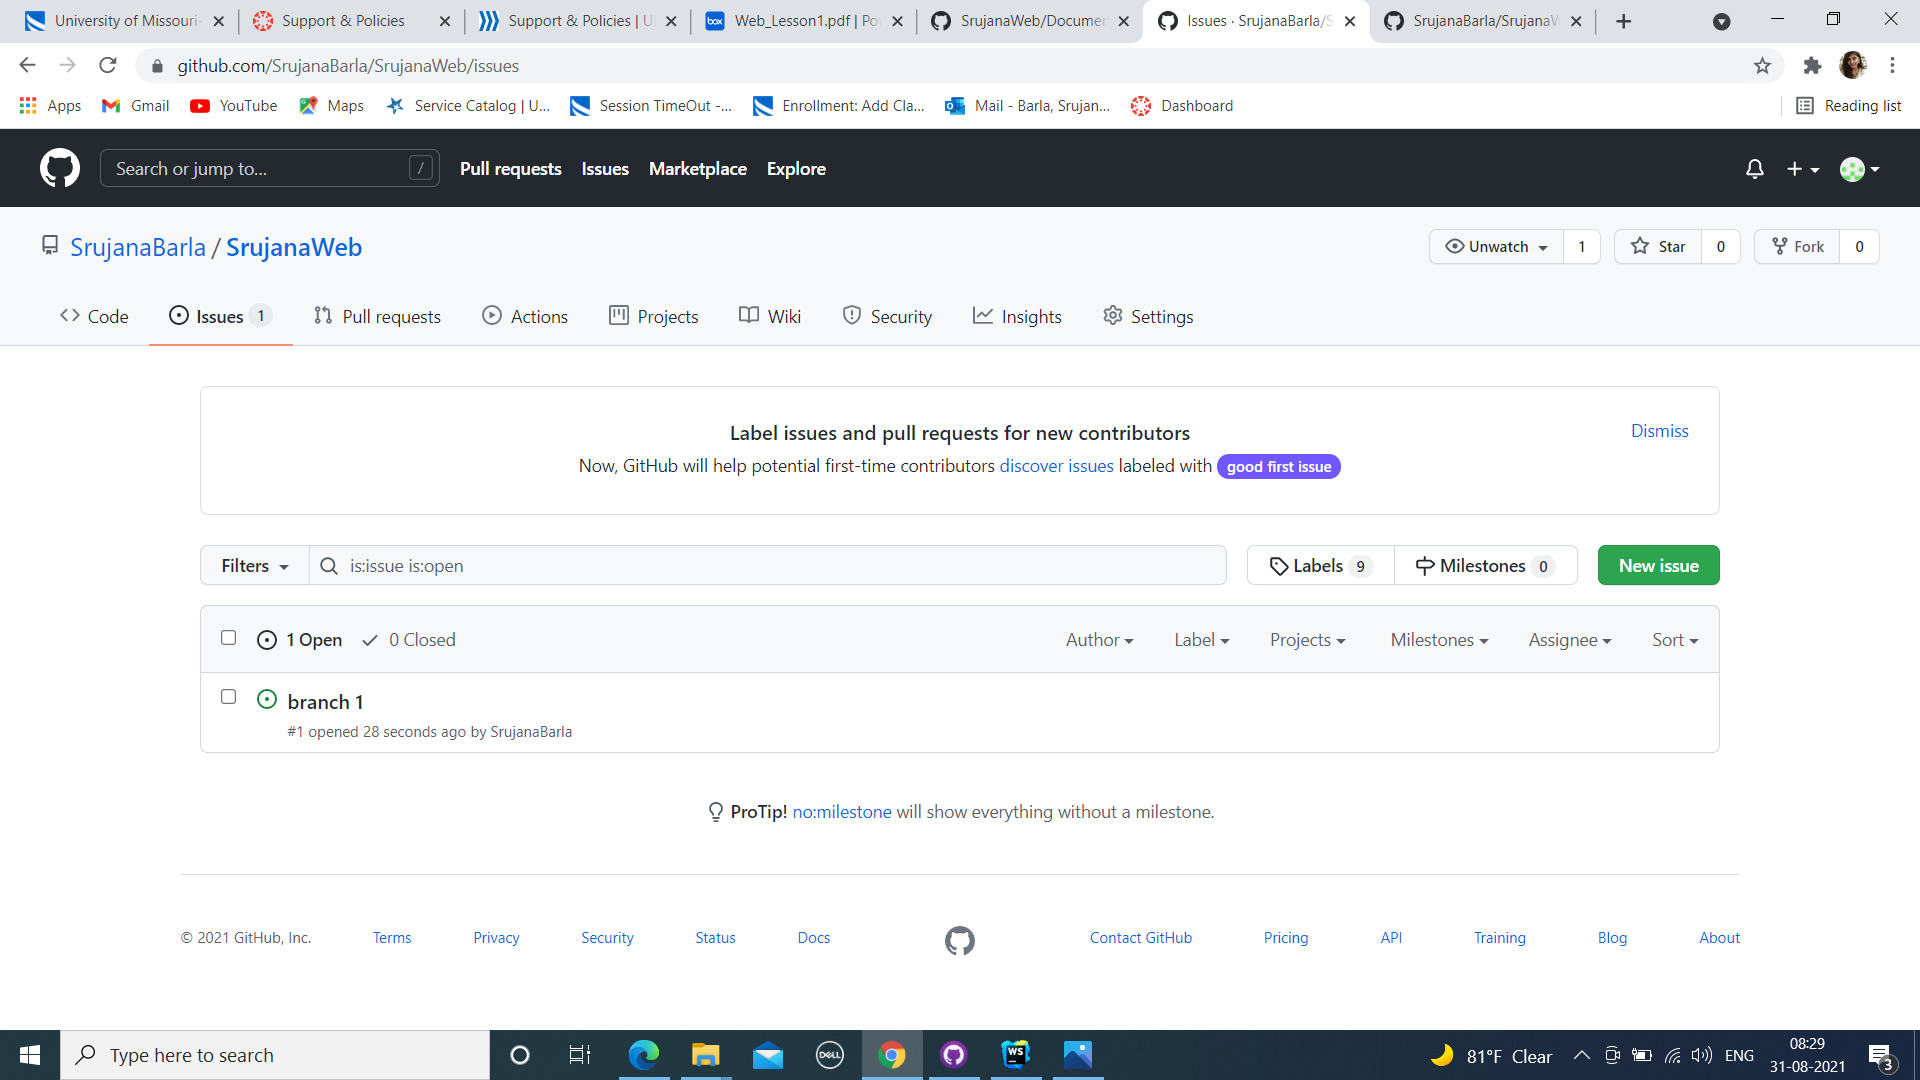 University of Missouri-
Support & Policies
Support & Policies | U
Web_Lesson1.pdf | Po
SrujanaWeb/Documen
Issues · SrujanaBarla/S
SrujanaBarla/SrujanaW
github.com/SrujanaBarla/SrujanaWeb/issues
Apps
Gmail
YouTube
Maps
Service Catalog | U...
Session TimeOut -...
Enrollment: Add Cla...
Mail - Barla, Srujan...
Dashboard
Reading list
Search or jump to... /
Pull requests
Issues
Marketplace
Explore
SrujanaBarla / SrujanaWeb
Unwatch 1
Star 0
Fork 0
Code
Issues 1
Pull requests
Actions
Projects
Wiki
Security
Insights
Settings
Label issues and pull requests for new contributors
Dismiss
Now, GitHub will help potential first-time contributors discover issues labeled with good first issue
Filters
is:issue is:open
Labels 9
Milestones 0
New issue
1 Open
0 Closed
Author
Label
Projects
Milestones
Assignee
Sort
branch 1
#1 opened 28 seconds ago by SrujanaBarla
ProTip! no:milestone will show everything without a milestone.
© 2021 GitHub, Inc.
Terms
Privacy
Security
Status
Docs
Contact GitHub
Pricing
API
Training
Blog
About
Type here to search
box
DELL
WS
81°F Clear
ENG
08:29
31-08-2021
3